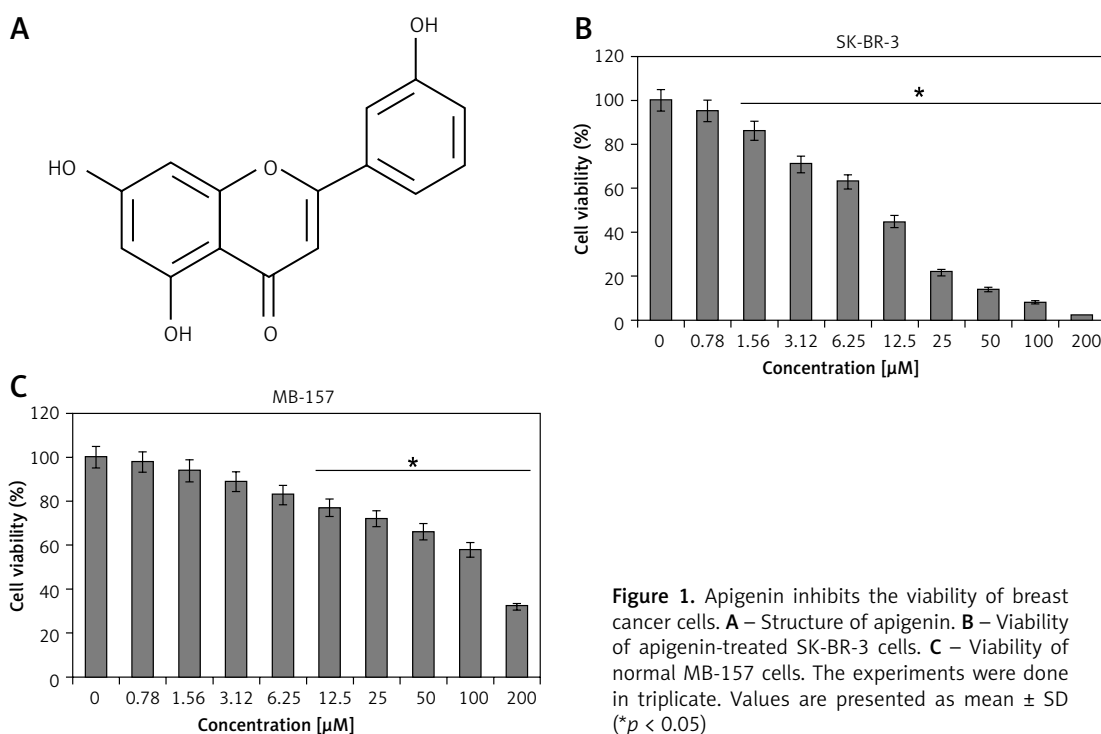 A
OH
HO
O
OH
O
B
SK-BR-3
Cell viability (%)
120
100
80
60
40
20
0
*
0 0.78 1.56 3.12 6.25 12.5 25 50 100 200
Concentration [µM]
C
MB-157
Cell viability (%)
120
100
80
60
40
20
0
*
0 0.78 1.56 3.12 6.25 12.5 25 50 100 200
Concentration [µM]
Figure 1. Apigenin inhibits the viability of breast
cancer cells. A – Structure of apigenin. B – Viability
of apigenin-treated SK-BR-3 cells. C – Viability of
normal MB-157 cells. The experiments were done
in triplicate. Values are presented as mean ± SD
(*p < 0.05)